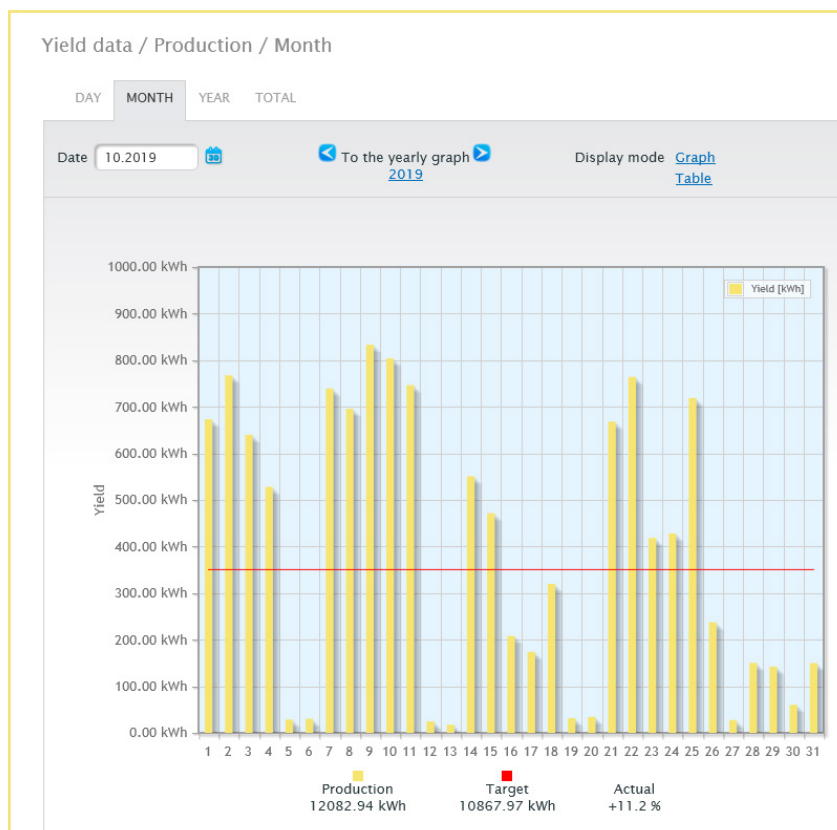 Yield data / Production / Month
DAY MONTH YEAR TOTAL
Date 10.2019 30 To the yearly graph Display mode Graph
2019 Table
1000.00 kWh
Yield [kWh]
900.00 kWh
800.00 kWh
700.00 kWh
600.00 kWh
500.00 kWh
Yield
400.00 kWh
300.00 kWh
200.00 kWh
100.00 kWh
0.00 kWh
1 2 3 4 5 6 7 8 9 10 11 12 13 14 15 16 17 18 19 20 21 22 23 24 25 26 27 28 29 30 31
Production Target Actual
12082.94 kWh 10867.97 kWh +11.2 %